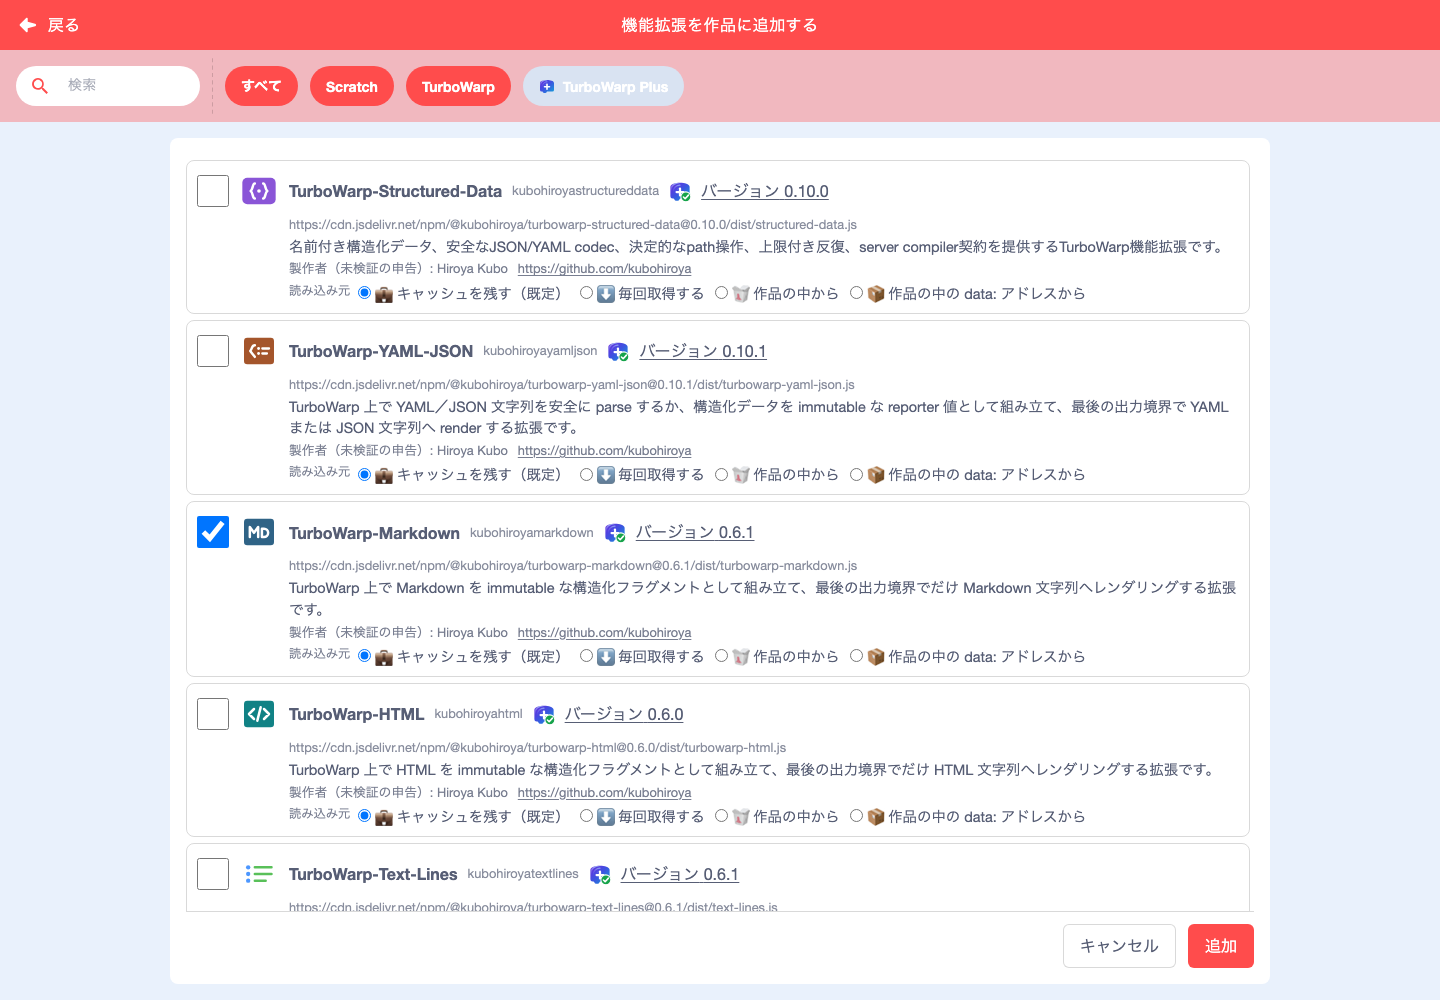 戻る
機能拡張を作品に追加する
検索
すべて
Scratch
TurboWarp
TurboWarp Plus
TurboWarp-Structured-Data kubohiroyastructureddata バージョン 0.10.0
https://cdn.jsdelivr.net/npm/@kubohiroya/turbowarp-structured-data@0.10.0/dist/structured-data.js
名前付き構造化データ、安全なJSON/YAML codec、決定的なpath操作、上限付き反復、server compiler契約を提供するTurboWarp機能拡張です。
製作者（未検証の申告）: Hiroya Kubo https://github.com/kubohiroya
読み込み元 キャッシュを残す（既定） 毎回取得する 作品の中から 作品の中の data: アドレスから
TurboWarp-YAML-JSON kubohiroyayamljson バージョン 0.10.1
https://cdn.jsdelivr.net/npm/@kubohiroya/turbowarp-yaml-json@0.10.1/dist/turbowarp-yaml-json.js
TurboWarp 上で YAML／JSON 文字列を安全に parse するか、構造化データを immutable な reporter 値として組み立て、最後の出力境界で YAML
または JSON 文字列へ render する拡張です。
製作者（未検証の申告）: Hiroya Kubo https://github.com/kubohiroya
読み込み元 キャッシュを残す（既定） 毎回取得する 作品の中から 作品の中の data: アドレスから
MD TurboWarp-Markdown kubohiroyamarkdown バージョン 0.6.1
https://cdn.jsdelivr.net/npm/@kubohiroya/turbowarp-markdown@0.6.1/dist/turbowarp-markdown.js
TurboWarp 上で Markdown を immutable な構造化フラグメントとして組み立て、最後の出力境界でだけ Markdown 文字列へレンダリングする拡張
です。
製作者（未検証の申告）: Hiroya Kubo https://github.com/kubohiroya
読み込み元 キャッシュを残す（既定） 毎回取得する 作品の中から 作品の中の data: アドレスから
TurboWarp-HTML kubohiroyahtml バージョン 0.6.0
https://cdn.jsdelivr.net/npm/@kubohiroya/turbowarp-html@0.6.0/dist/turbowarp-html.js
TurboWarp 上で HTML を immutable な構造化フラグメントとして組み立て、最後の出力境界でだけ HTML 文字列へレンダリングする拡張です。
製作者（未検証の申告）: Hiroya Kubo https://github.com/kubohiroya
読み込み元 キャッシュを残す（既定） 毎回取得する 作品の中から 作品の中の data: アドレスから
TurboWarp-Text-Lines kubohiroyatextlines バージョン 0.6.1
https://cdn.jsdelivr.net/npm/@kubohiroya/turbowarp-text-lines@0.6.1/dist/text-lines.js
キャンセル
追加